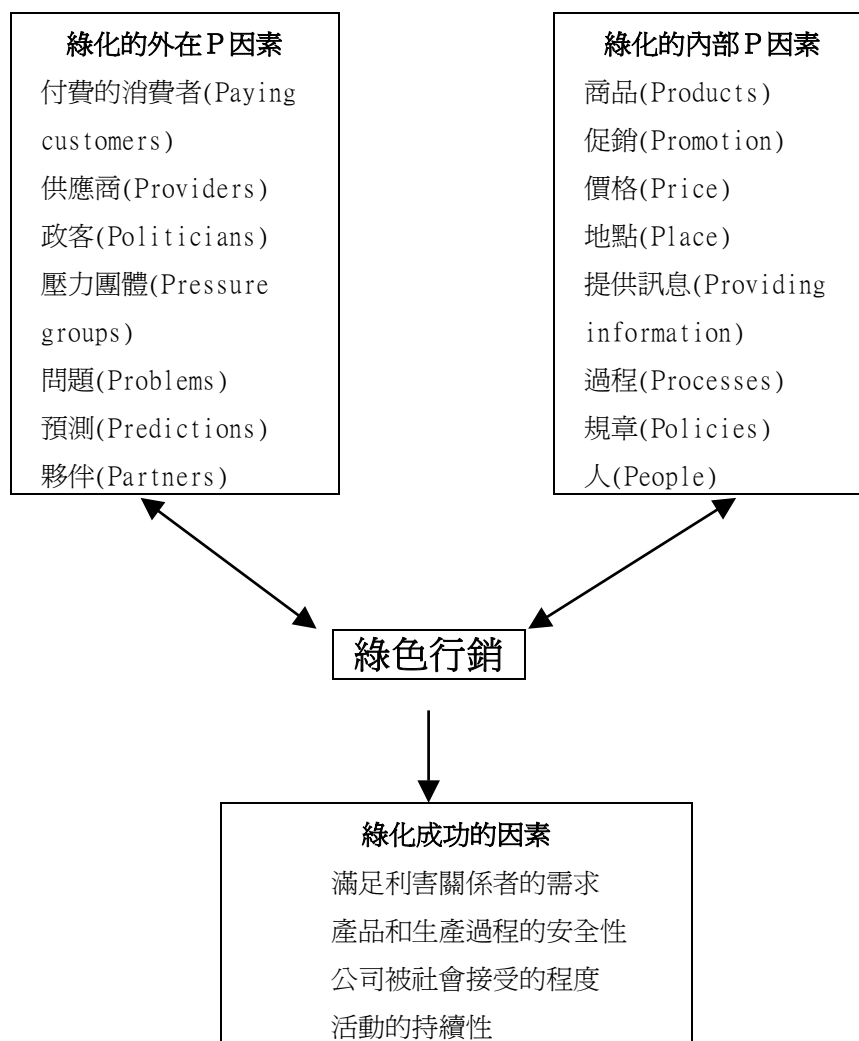 綠化的外在P因素
付費的消費者(Paying
customers)
供應商(Providers)
政客(Politicians)
壓力團體(Pressure
groups)
問題(Problems)
預測(Predictions)
夥伴(Partners)
綠化的內部P因素
商品(Products)
促銷(Promotion)
價格(Price)
地點(Place)
提供訊息(Providing
information)
過程(Processes)
規章(Policies)
人(People)
綠色行銷
綠化成功的因素
滿足利害關係者的需求
產品和生產過程的安全性
公司被社會接受的程度
活動的持續性